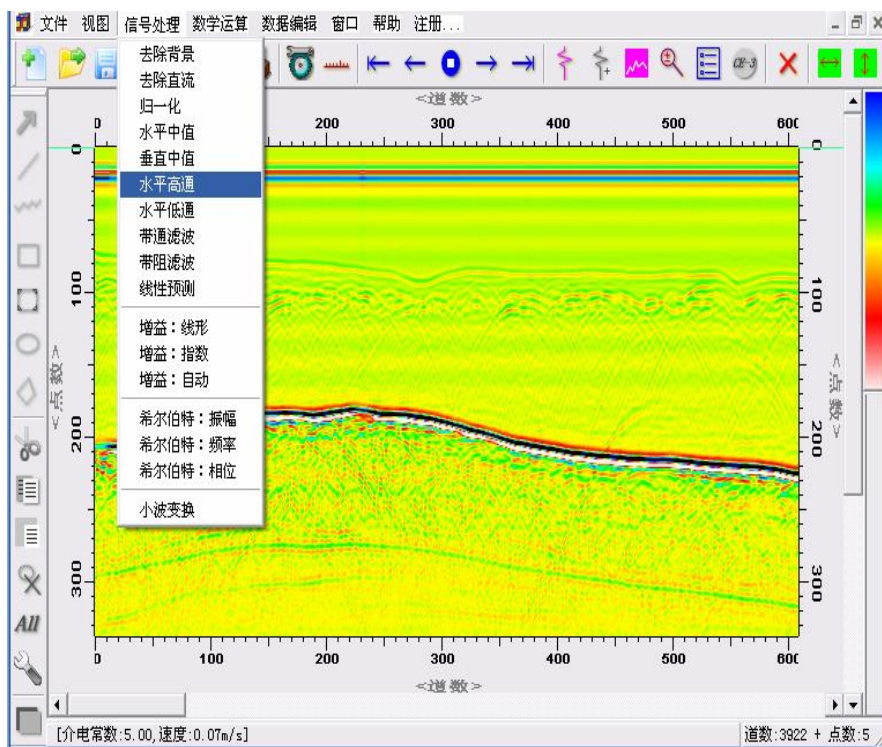 文件 视图 信号处理 数学运算 数据编辑 窗口 帮助 注册...
去除背景
去除直流
归一化
水平中值
垂直中值
水平高通
水平低通
带通滤波
带阻滤波
线性预测
增益：线形
增益：指数
增益：自动
希尔伯特：振幅
希尔伯特：频率
希尔伯特：相位
小波变换
CE-3
<道数>
0 200 300 400 500 600
0 100 200 300
<点数>
0 100 200 300
<点数>
0 100 200 300 400 500 600
<道数>
All
[介电常数:5.00,速度:0.07m/s] 道数:3922 + 点数:5